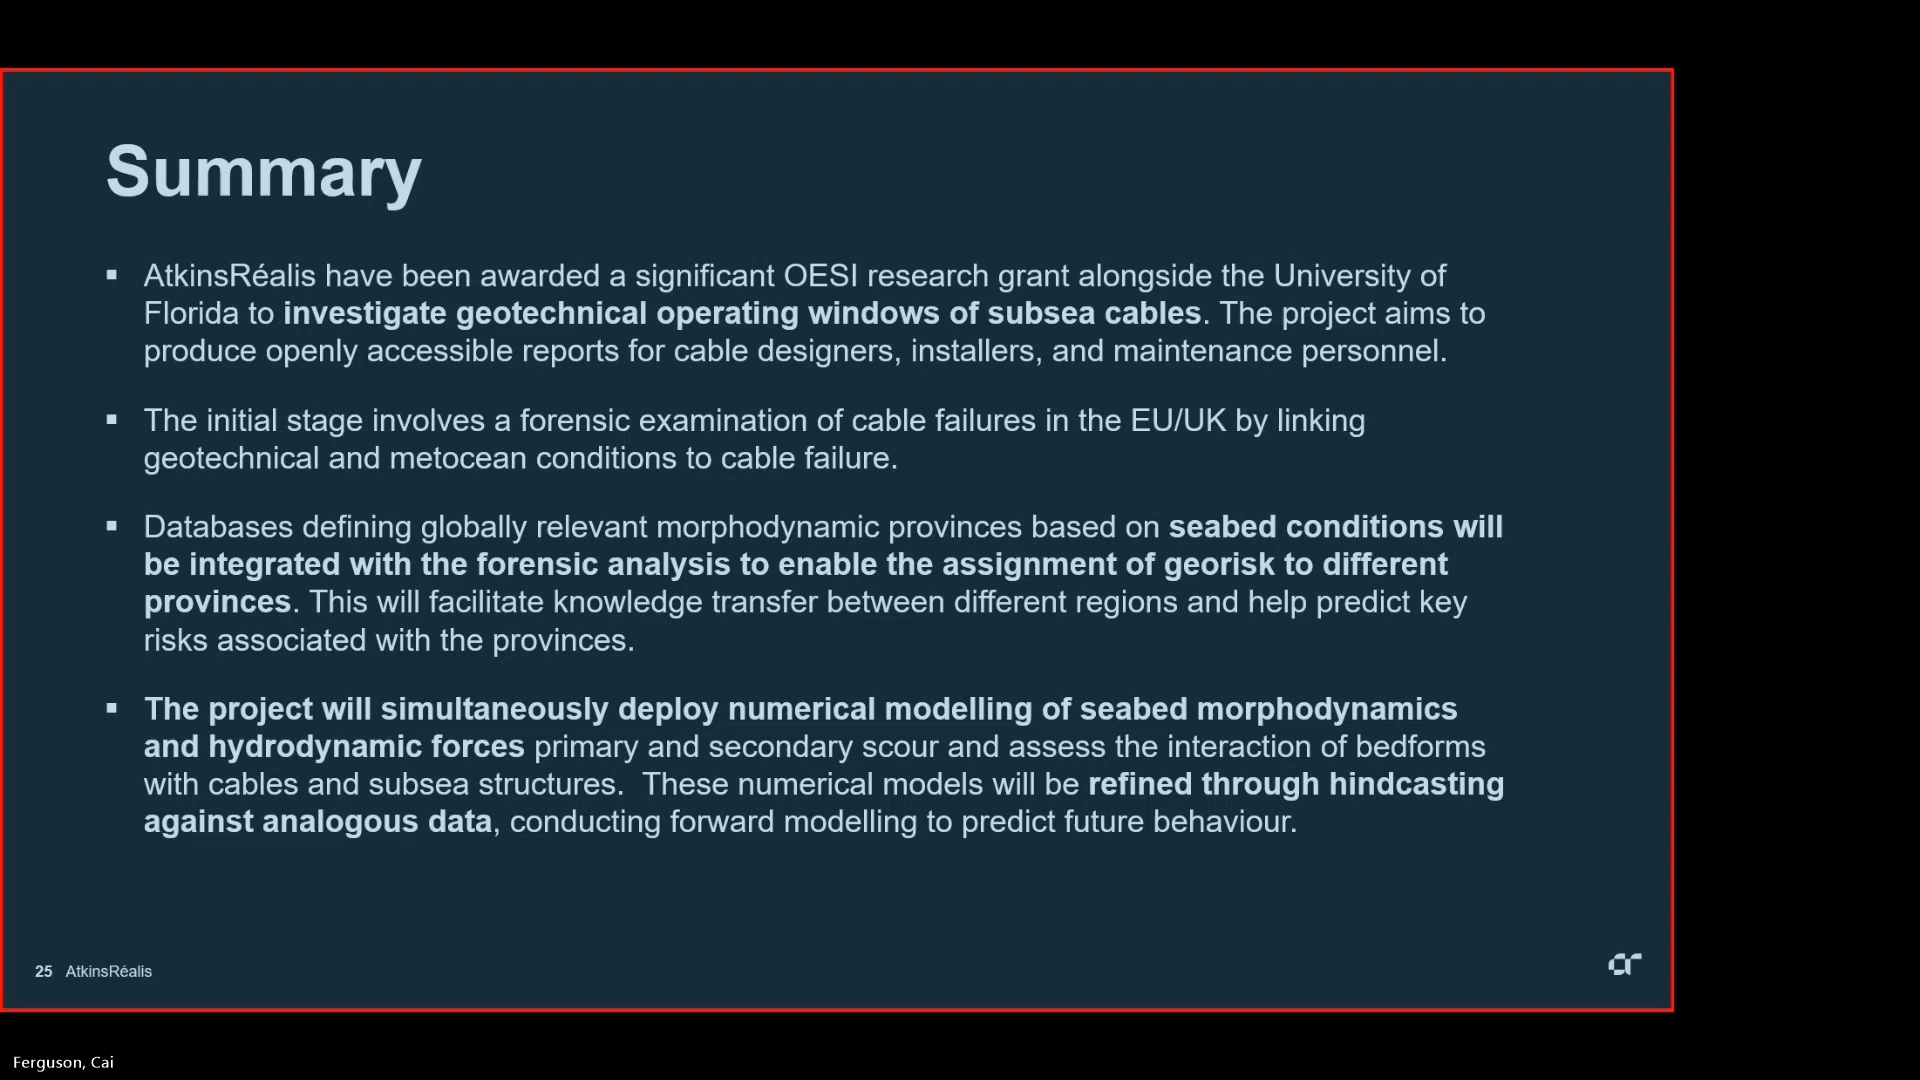 Summary
▪ AtkinsRéalis have been awarded a significant OESI research grant alongside the University of
Florida to investigate geotechnical operating windows of subsea cables. The project aims to
produce openly accessible reports for cable designers, installers, and maintenance personnel.
▪ The initial stage involves a forensic examination of cable failures in the EU/UK by linking
geotechnical and metocean conditions to cable failure.
▪ Databases defining globally relevant morphodynamic provinces based on seabed conditions will
be integrated with the forensic analysis to enable the assignment of georisk to different
provinces. This will facilitate knowledge transfer between different regions and help predict key
risks associated with the provinces.
▪ The project will simultaneously deploy numerical modelling of seabed morphodynamics
and hydrodynamic forces primary and secondary scour and assess the interaction of bedforms
with cables and subsea structures.  These numerical models will be refined through hindcasting
against analogous data, conducting forward modelling to predict future behaviour.
25 AtkinsRéalis
Ferguson, Cai